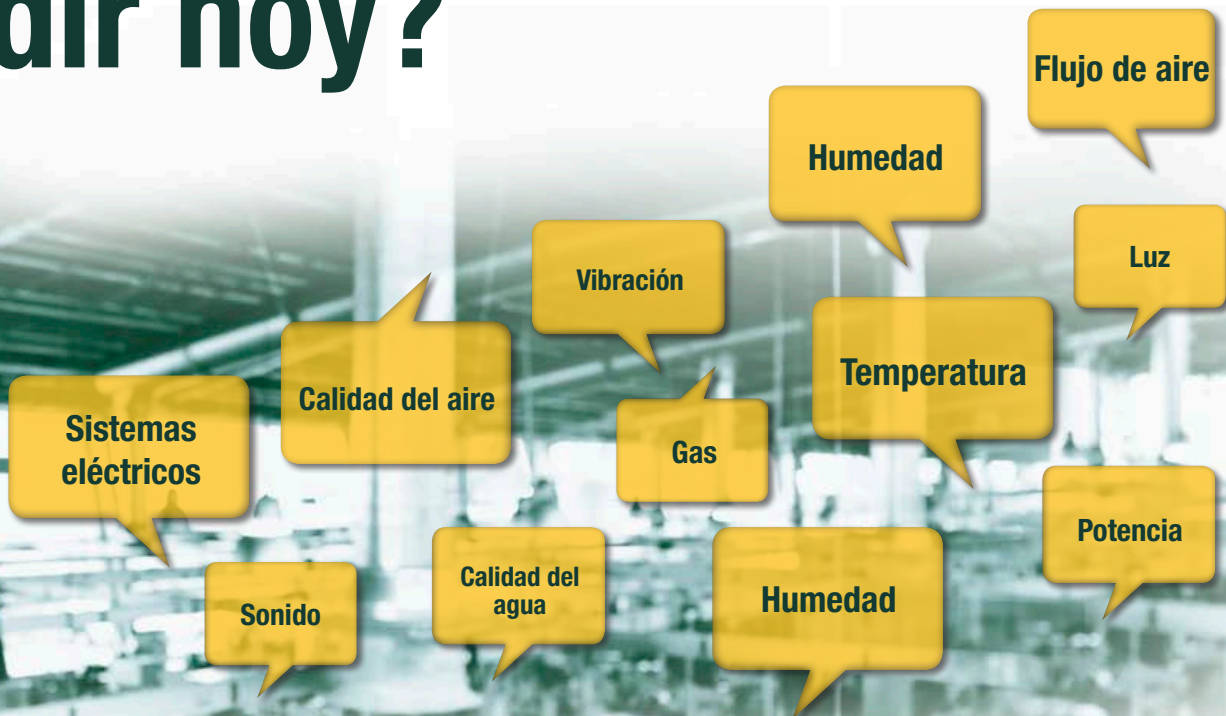 dir hoy?
Flujo de aire
Humedad
Luz
Vibración
Temperatura
Calidad del aire
Sistemas
eléctricos
Gas
Potencia
Calidad del
agua
Humedad
Sonido